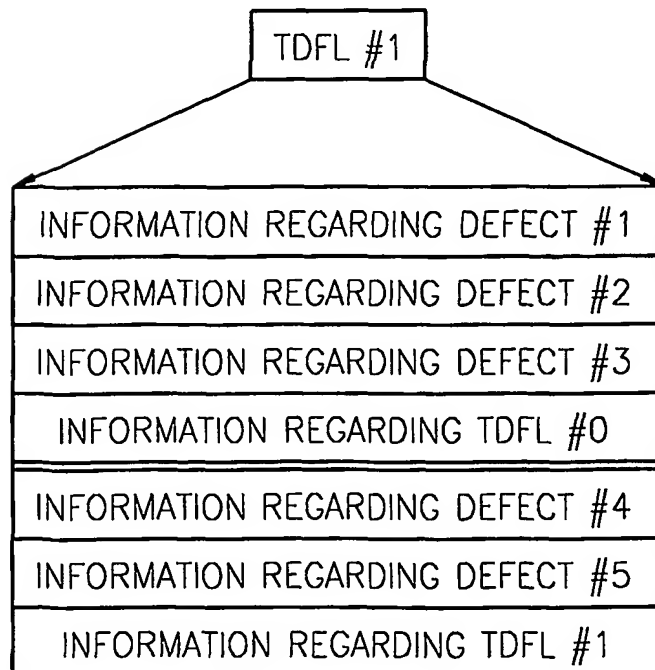 TDFL #1
INFORMATION REGARDING DEFECT #1
INFORMATION REGARDING DEFECT #2
INFORMATION REGARDING DEFECT #3
INFORMATION REGARDING TDFL #0
INFORMATION REGARDING DEFECT #4
INFORMATION REGARDING DEFECT #5
INFORMATION REGARDING TDFL #1